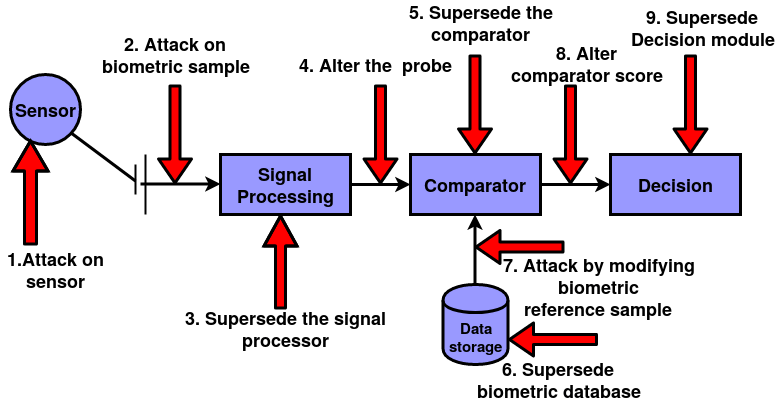 5. Supersede the
comparator
9. Supersede
Decision module
2. Attack on
biometric sample
4. Alter the  probe
8. Alter
comparator score
Sensor
Signal
Processing
Comparator
Decision
1.Attack on
sensor
7. Attack by modifying
biometric
reference sample
3. Supersede the signal
processor
Data
storage
6. Supersede
biometric database